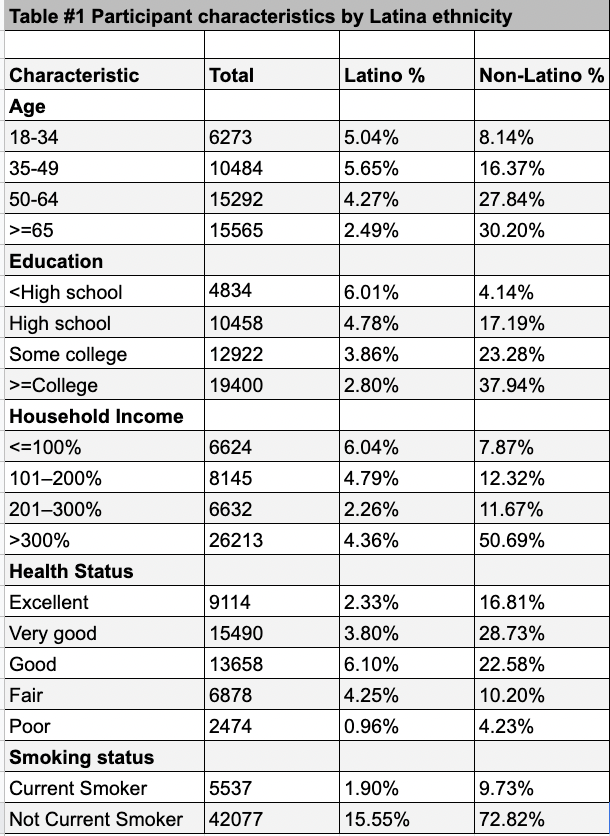 Table #1 Participant characteristics by Latina ethnicity
Characteristic Total Latino % Non-Latino %
Age
18-34 6273 5.04% 8.14%
35-49 10484 5.65% 16.37%
50-64 15292 4.27% 27.84%
>=65 15565 2.49% 30.20%
Education
<High school 4834 6.01% 4.14%
High school 10458 4.78% 17.19%
Some college 12922 3.86% 23.28%
>=College 19400 2.80% 37.94%
Household Income
<=100% 6624 6.04% 7.87%
101–200% 8145 4.79% 12.32%
201–300% 6632 2.26% 11.67%
>300% 26213 4.36% 50.69%
Health Status
Excellent 9114 2.33% 16.81%
Very good 15490 3.80% 28.73%
Good 13658 6.10% 22.58%
Fair 6878 4.25% 10.20%
Poor 2474 0.96% 4.23%
Smoking status
Current Smoker 5537 1.90% 9.73%
Not Current Smoker 42077 15.55% 72.82%